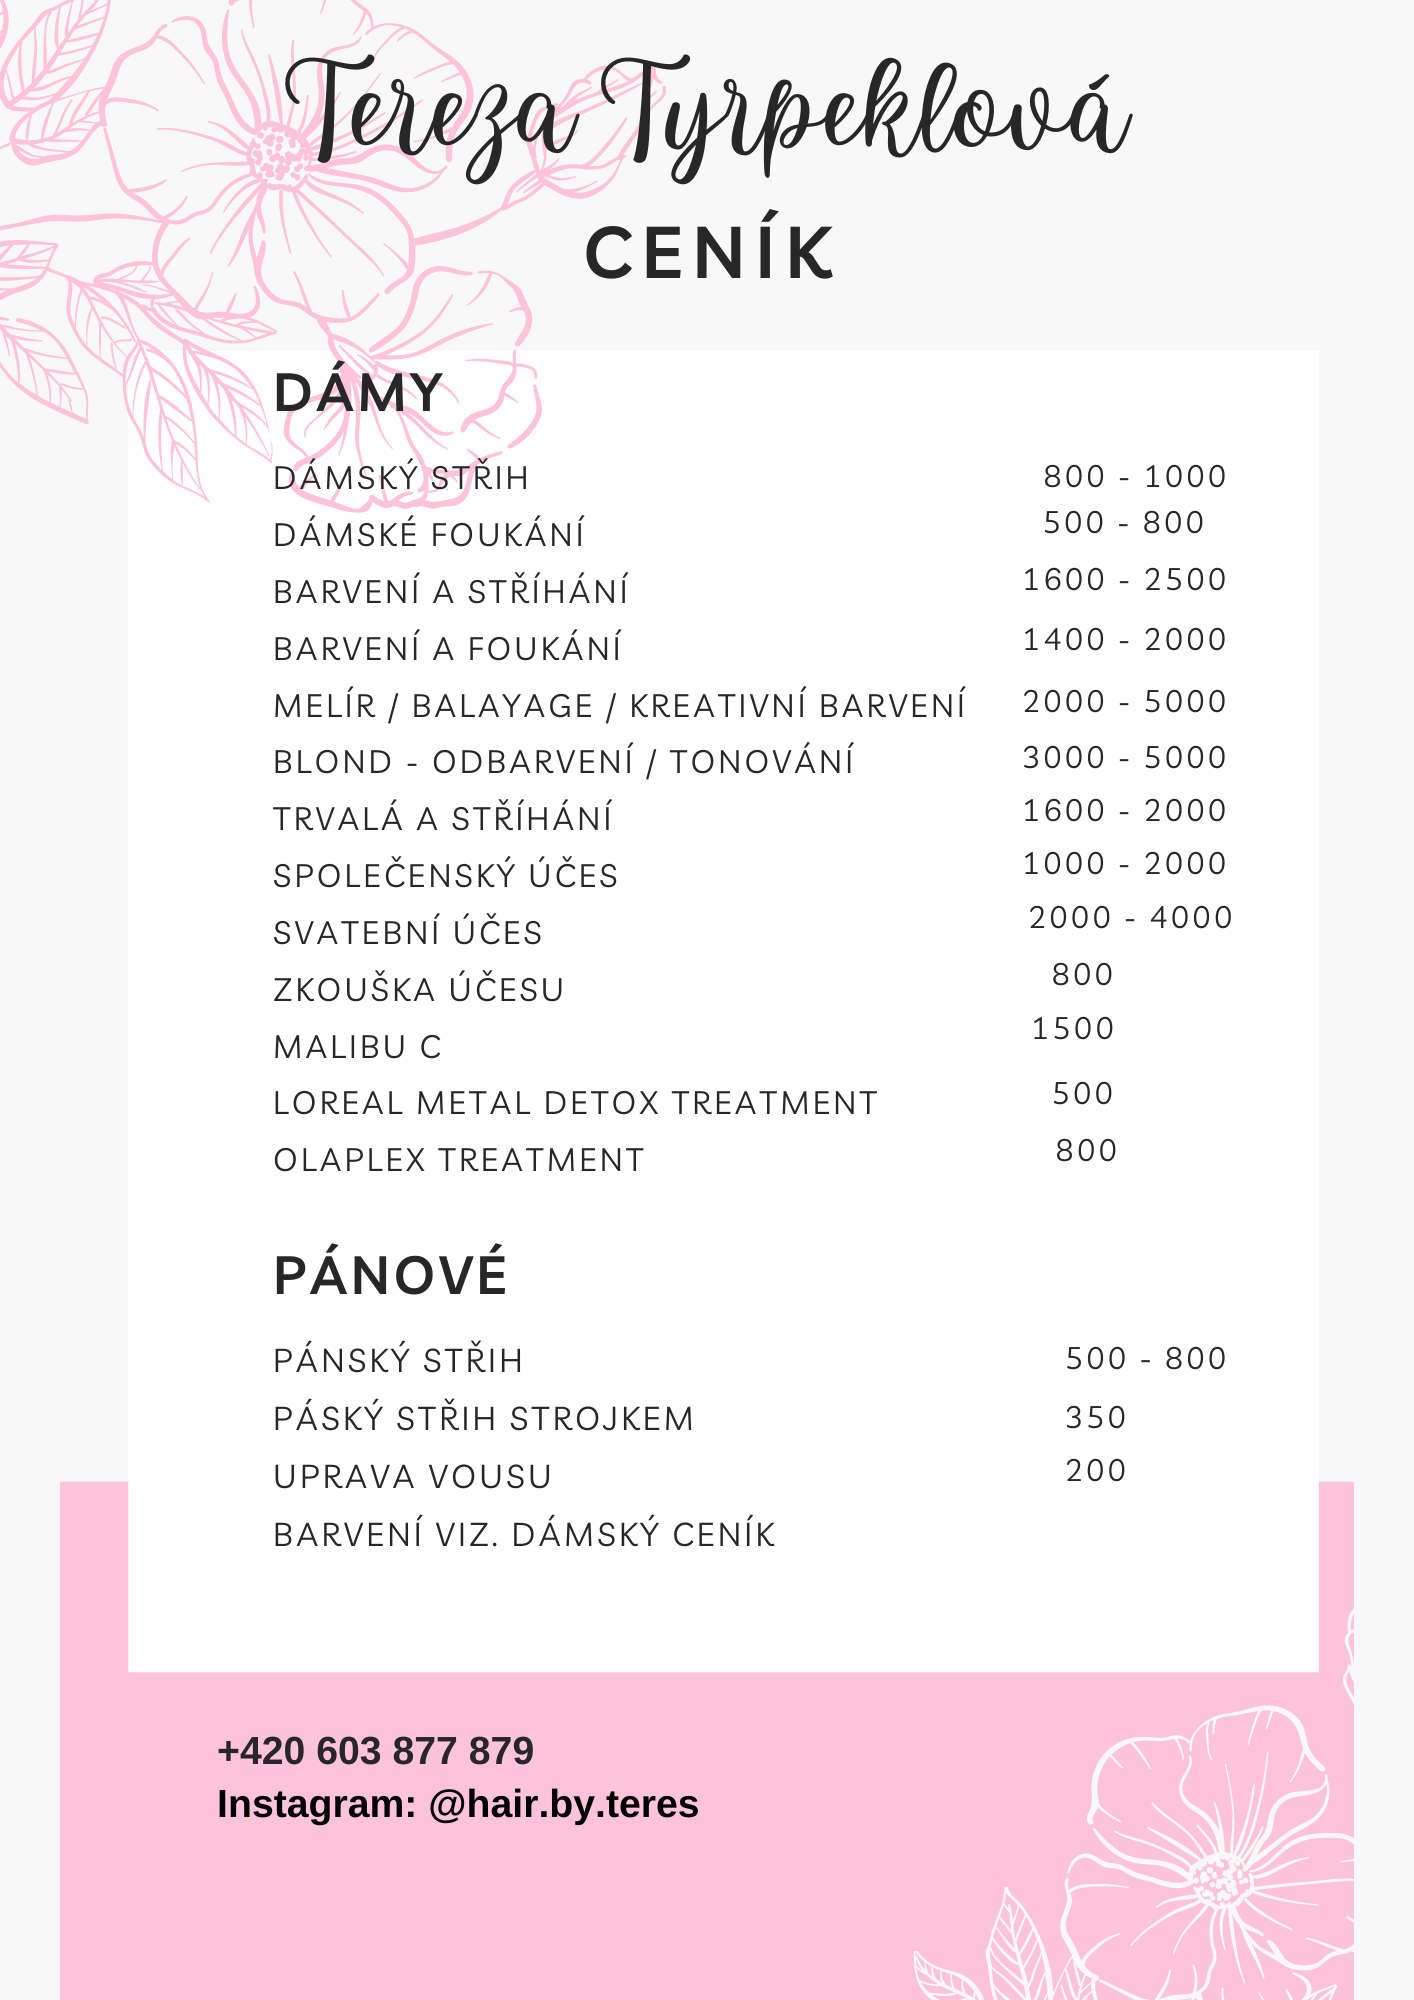 Tereza Tyrpeklová
CENÍK
DÁMY
DÁMSKÝ STŘIH 800 - 1000
DÁMSKÉ FOUKÁNÍ 500 - 800
BARVENÍ A STŘÍHÁNÍ 1600 - 2500
BARVENÍ A FOUKÁNÍ 1400 - 2000
MELÍR / BALAYAGE / KREATIVNÍ BARVENÍ 2000 - 5000
BLOND - ODBARVENÍ / TONOVÁNÍ 3000 - 5000
TRVALÁ A STŘÍHÁNÍ 1600 - 2000
SPOLEČENSKÝ ÚČES 1000 - 2000
SVATEBNÍ ÚČES 2000 - 4000
ZKOUŠKA ÚČESU 800
MALIBU C 1500
LOREAL METAL DETOX TREATMENT 500
OLAPLEX TREATMENT 800
PÁNOVÉ
PÁNSKÝ STŘIH 500 - 800
PÁSKÝ STŘIH STROJKEM 350
UPRAVA VOUSU 200
BARVENÍ VIZ. DÁMSKÝ CENÍK
+420 603 877 879
Instagram: @hair.by.teres